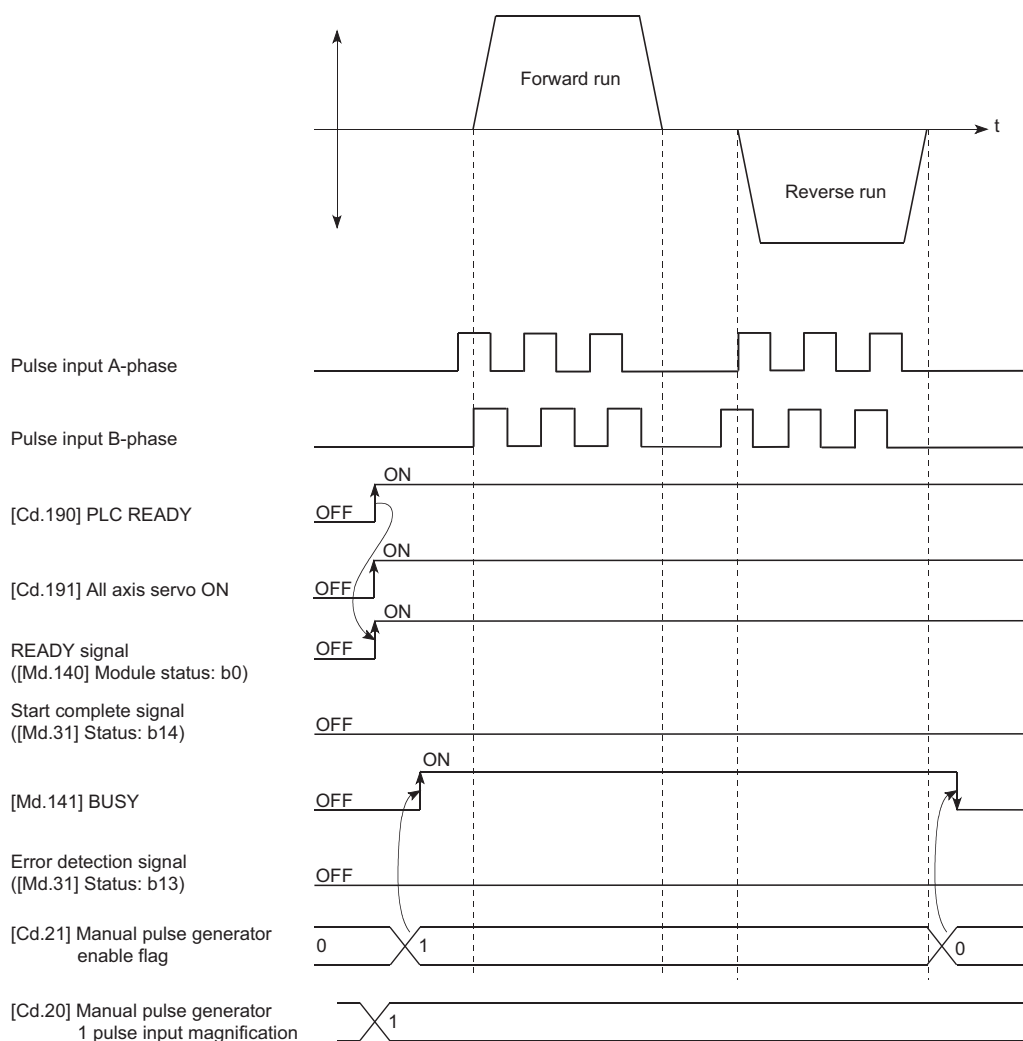 Forward run
t
Reverse run
Pulse input A-phase
Pulse input B-phase
ON
[Cd.190] PLC READY
OFF
ON
[Cd.191] All axis servo ON
OFF
ON
READY signal
OFF
([Md.140] Module status: b0)
Start complete signal
([Md.31] Status: b14)
OFF
ON
[Md.141] BUSY
OFF
Error detection signal
([Md.31] Status: b13)
OFF
[Cd.21] Manual pulse generator
enable flag
0
1
0
[Cd.20] Manual pulse generator
1 pulse input magnification
1